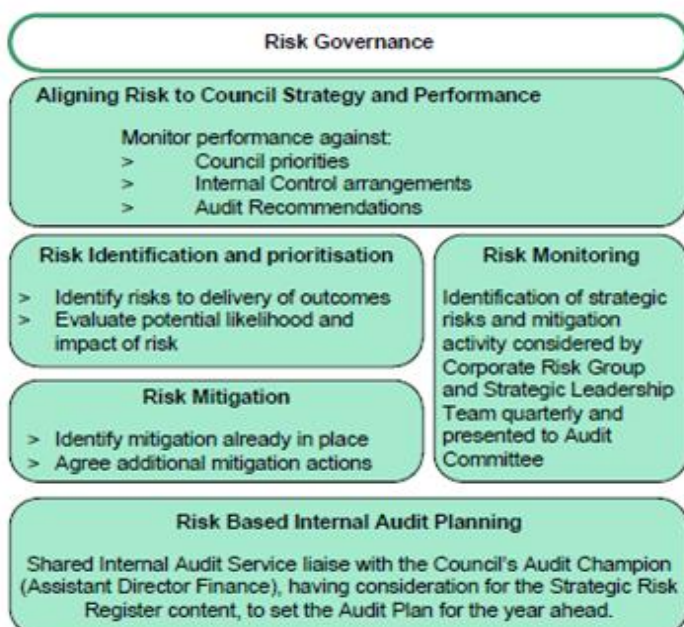 Risk Governance
Aligning Risk to Council Strategy and Performance
Monitor performance against:
> Council priorities
> Internal Control arrangements
> Audit Recommendations
Risk Identification and prioritisation
> Identify risks to delivery of outcomes
> Evaluate potential likelihood and
impact of risk
Risk Mitigation
> Identify mitigation already in place
> Agree additional mitigation actions
Risk Monitoring
Identification of strategic
risks and mitigation
activity considered by
Corporate Risk Group
and Strategic Leadership
Team quarterly and
presented to Audit
Committee
Risk Based Internal Audit Planning
Shared Internal Audit Service liaise with the Council's Audit Champion
(Assistant Director Finance), having consideration for the Strategic Risk
Register content, to set the Audit Plan for the year ahead.